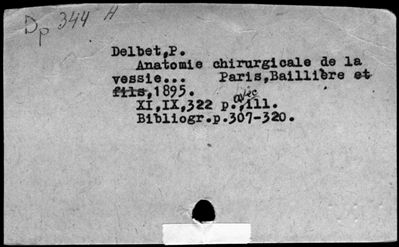 Dp 344 A
Delbet,P.
Anatomie chirurgicale de la
vessie... Paris,Baillière et
fils,1895.
XI,IX,322 p.,avec ill.
Bibliogr.p.307-320.